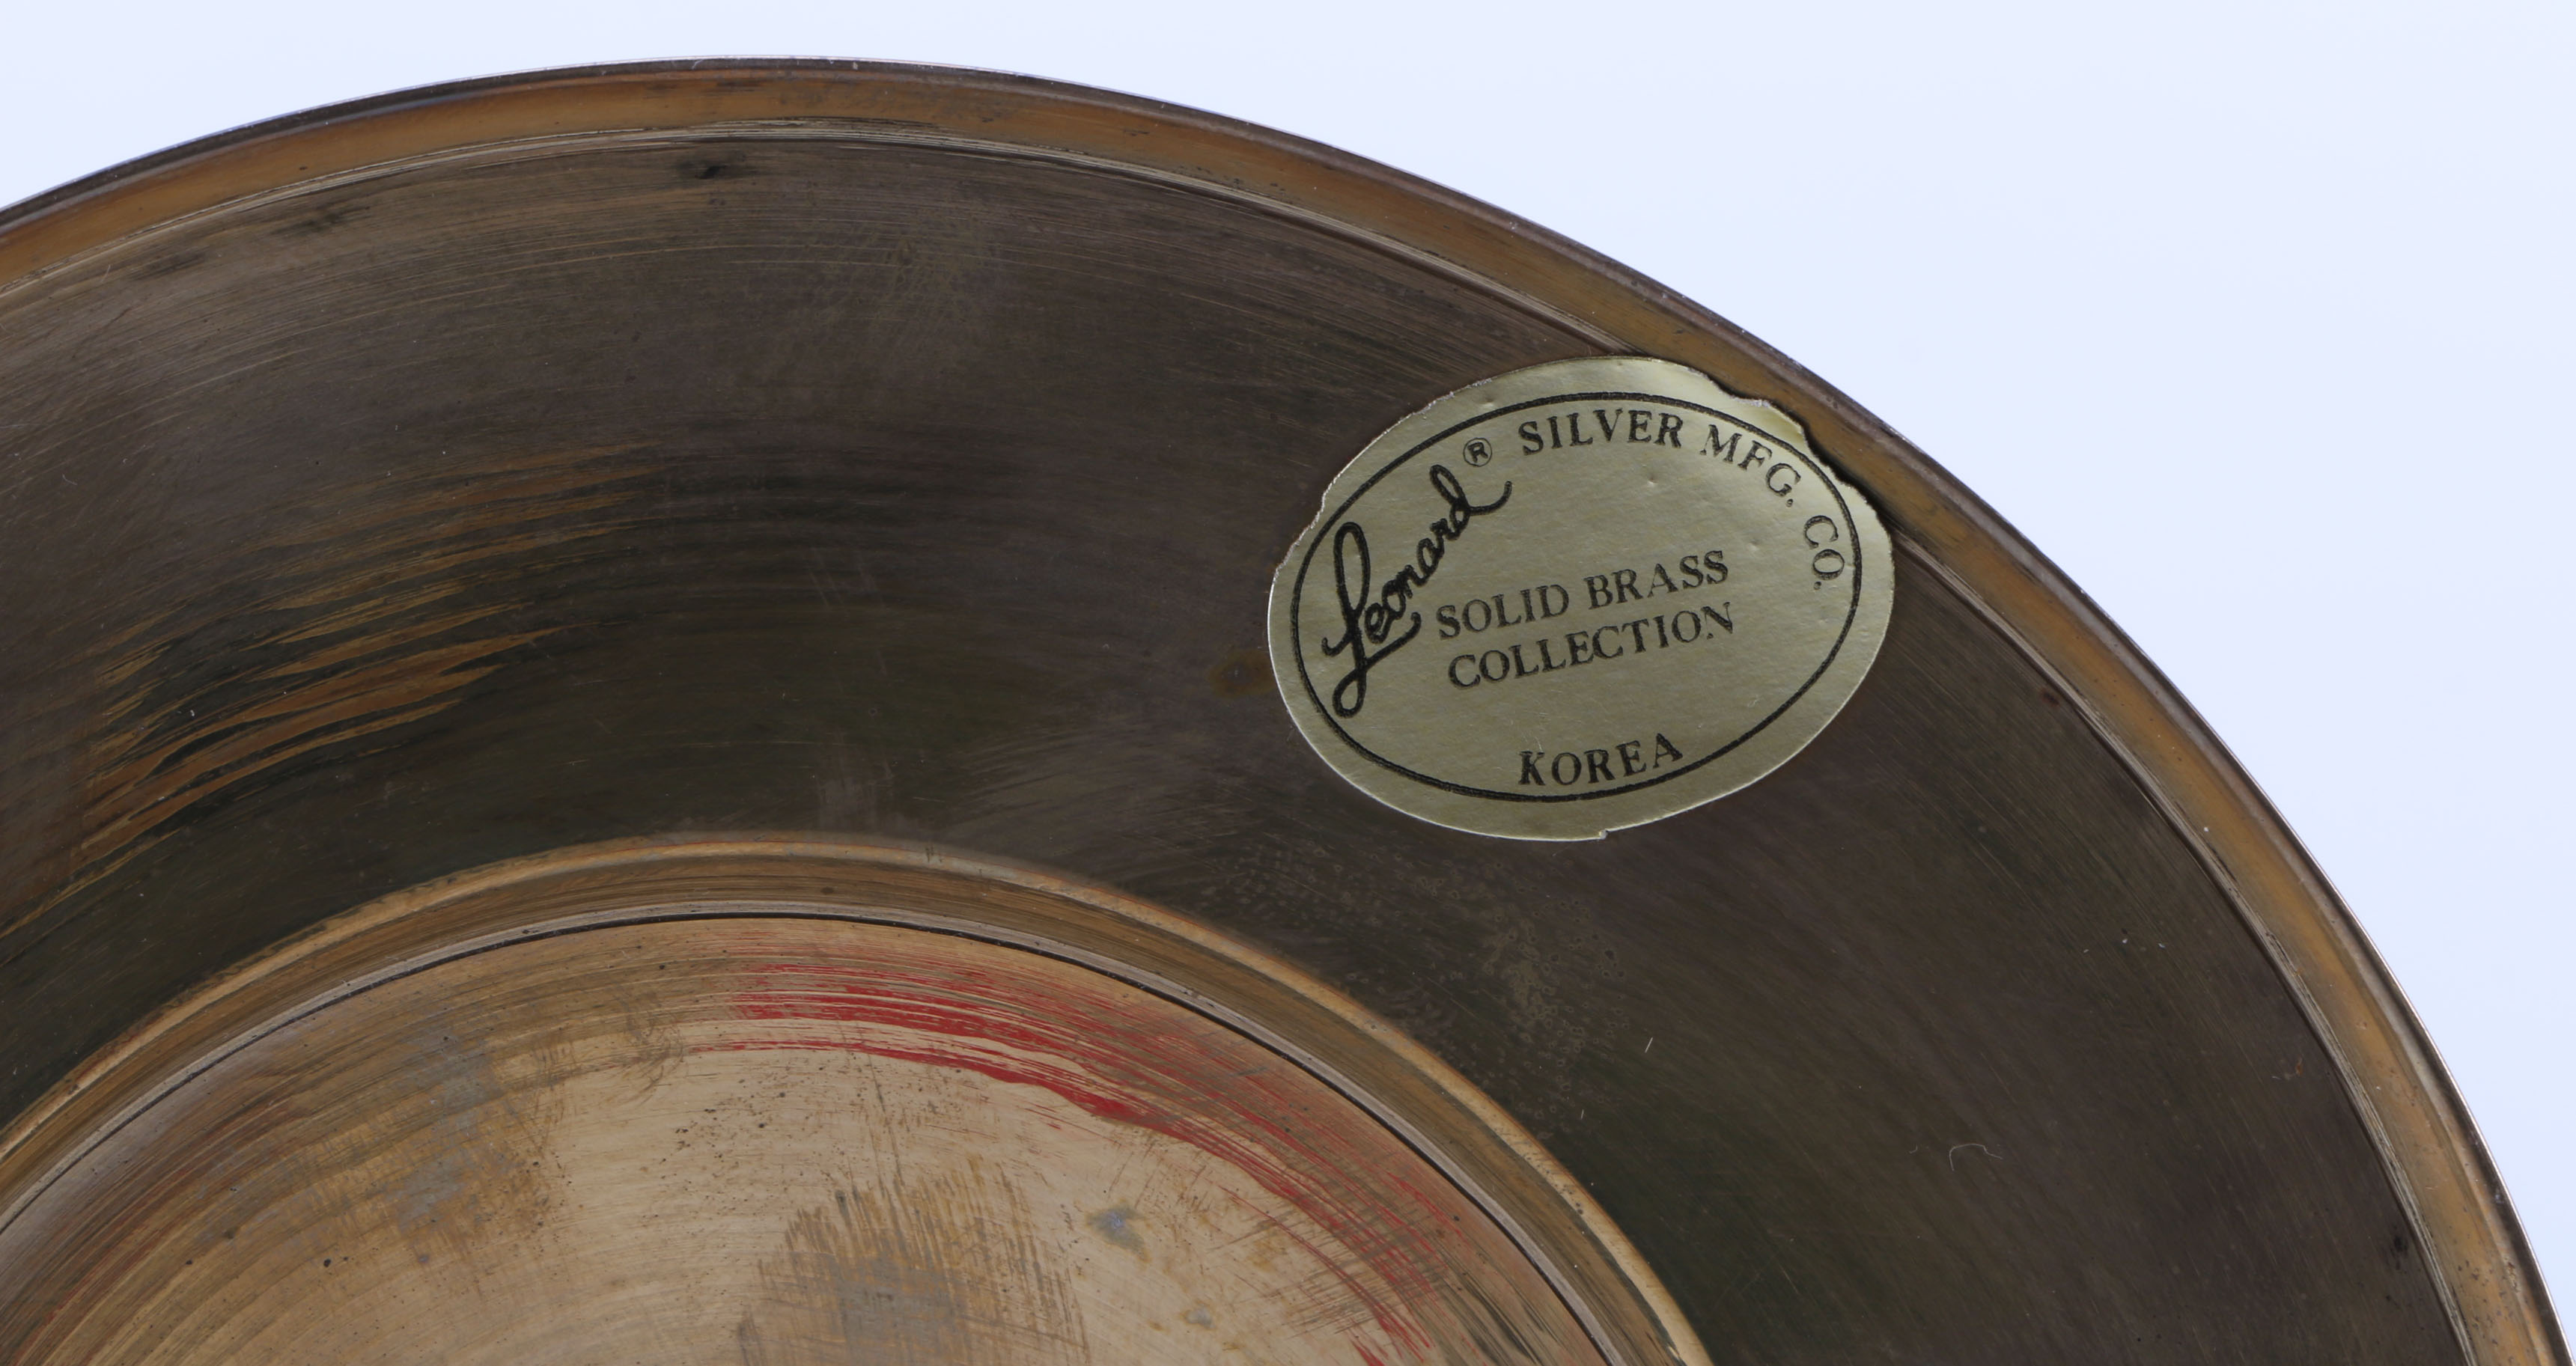 Leonard® SILVER MFG. CO.
SOLID BRASS
COLLECTION
KOREA